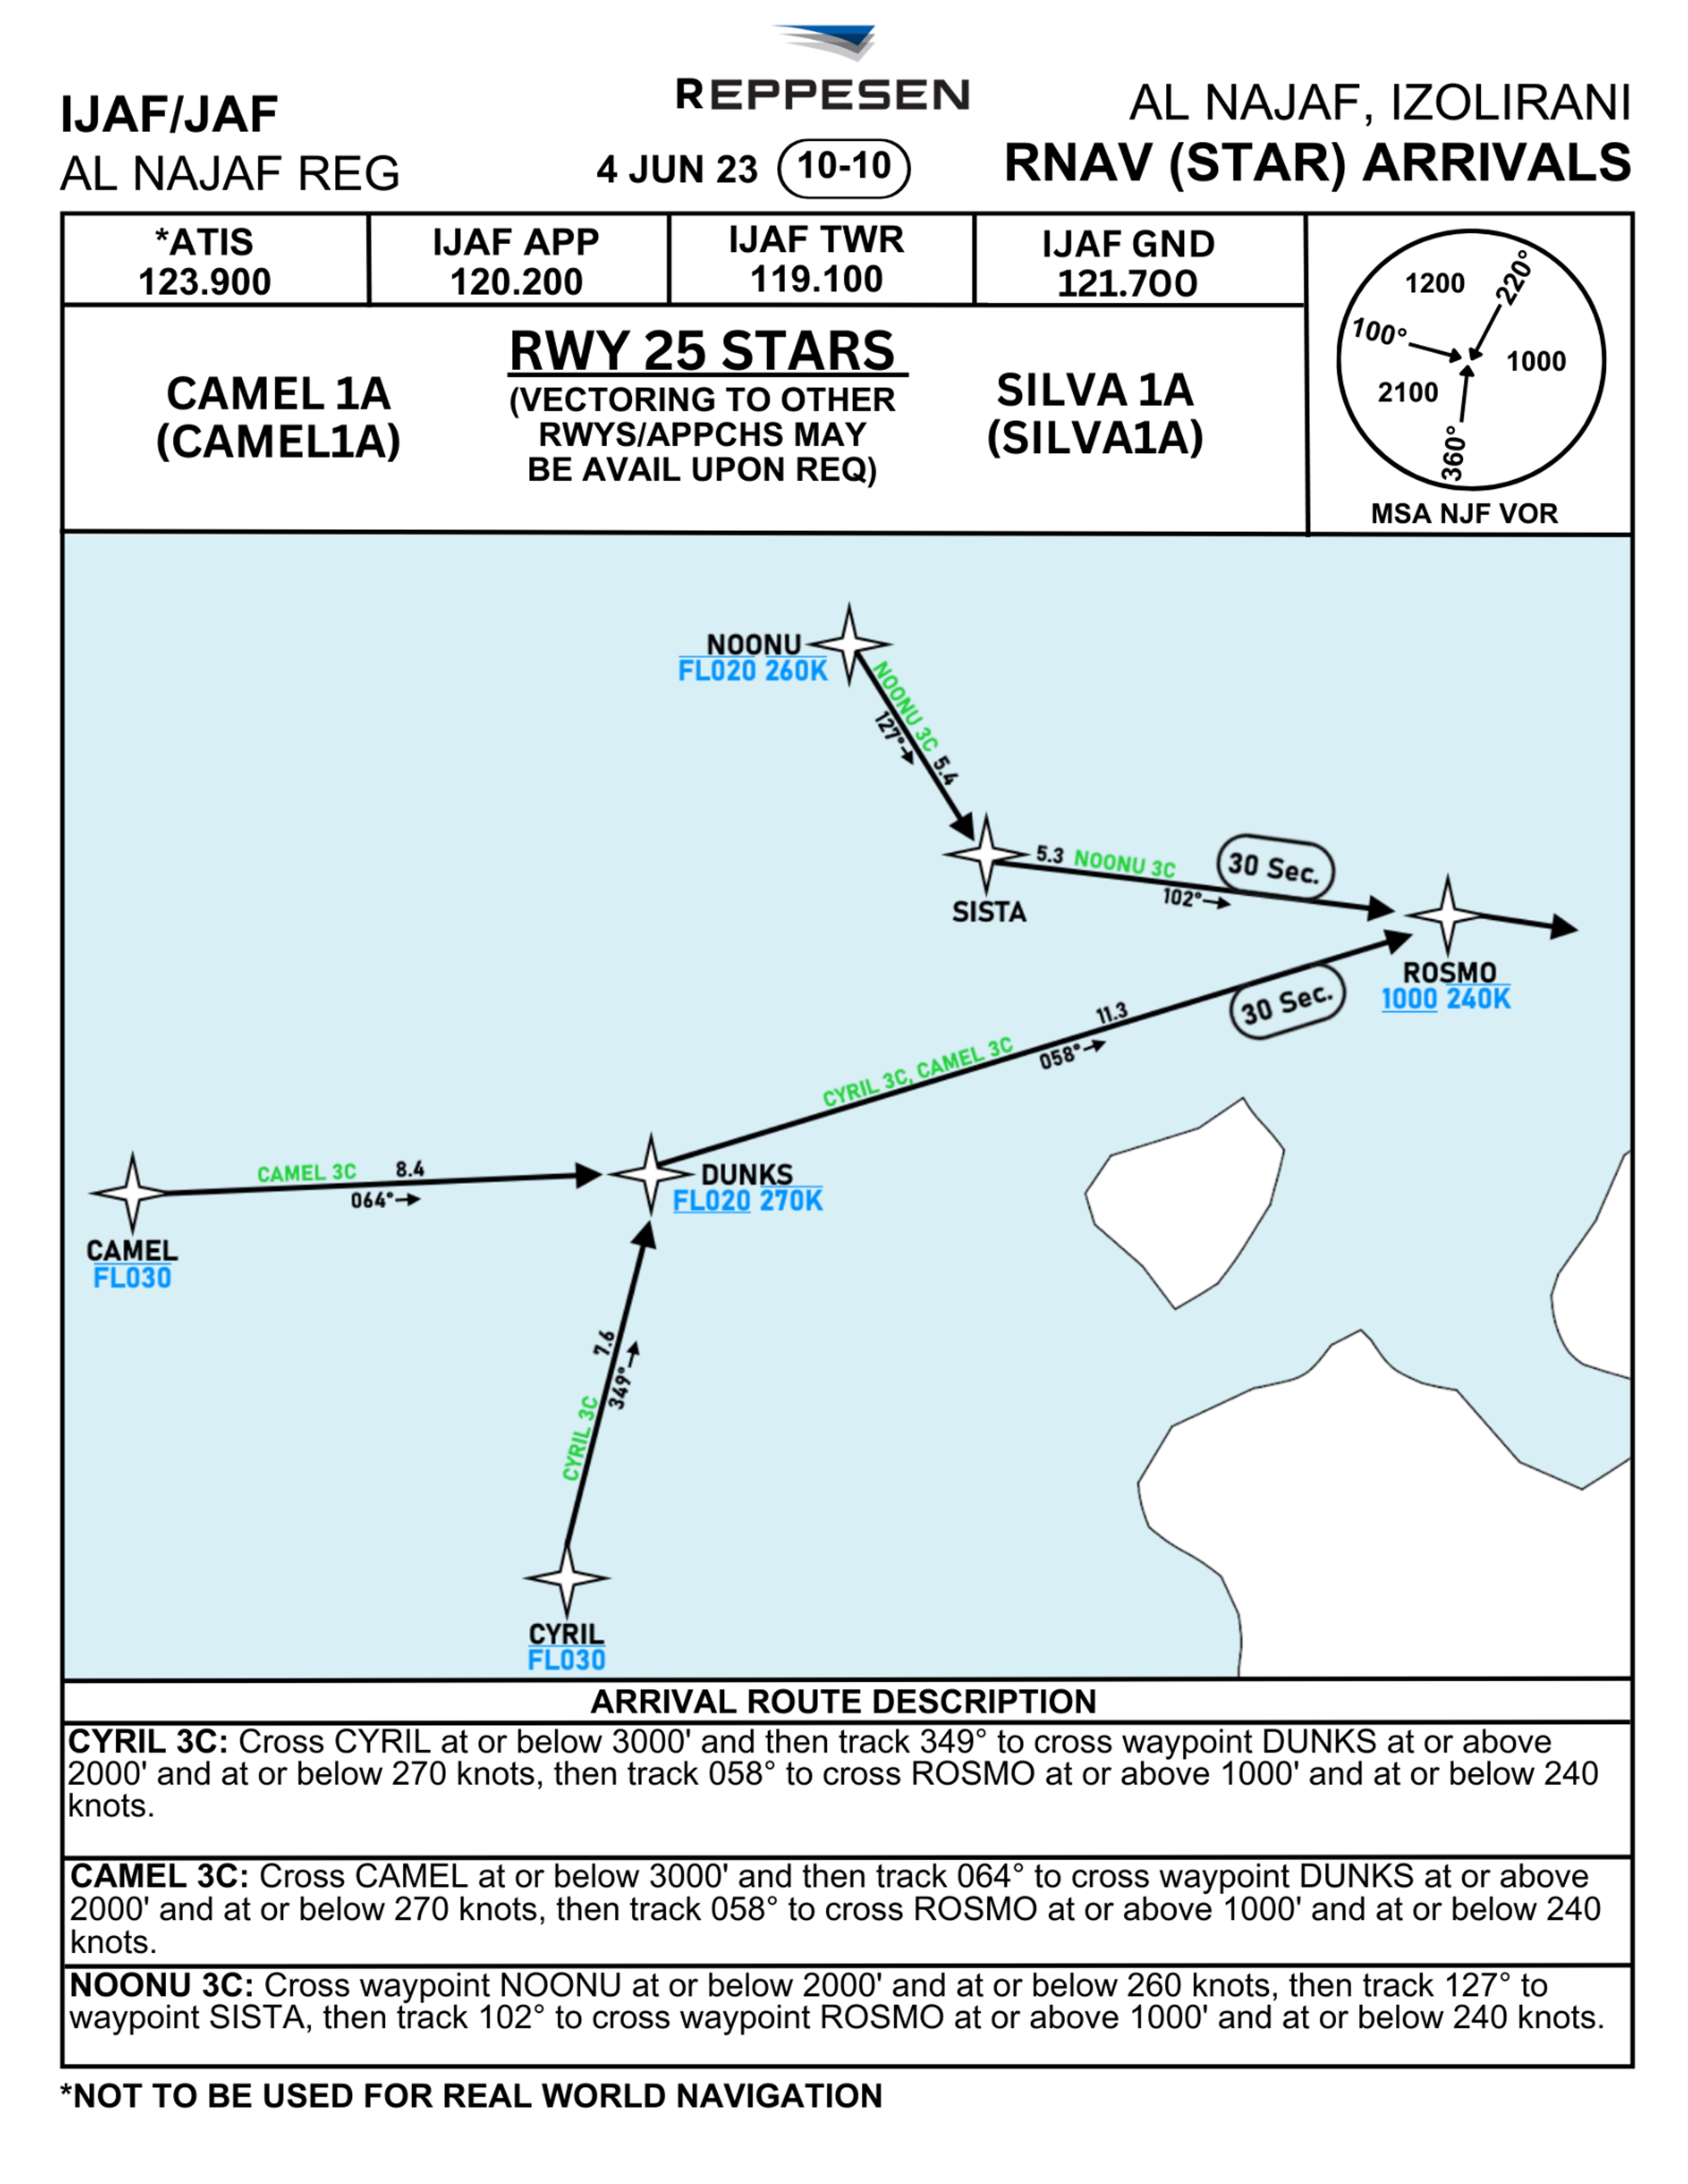 REPPESEN
IJAF/JAF
AL NAJAF REG
4 JUN 23 10-10
AL NAJAF, IZOLIRANI
RNAV (STAR) ARRIVALS
*ATIS
123.900
IJAF APP
120.200
IJAF TWR
119.100
IJAF GND
121.700
CAMEL 1A
(CAMEL1A)
RWY 25 STARS
(VECTORING TO OTHER
RWYS/APPCHS MAY
BE AVAIL UPON REQ)
SILVA 1A
(SILVA1A)
1200
220°
100°
1000
2100
360°
MSA NJF VOR
NOONU
FL020 260K
NOONU 3C 5.4
127°
SISTA
5.3 NOONU 3C
102°
30 Sec.
ROSMO
1000 240K
30 Sec.
11.3
CYRIL 3C, CAMEL 3C
058°
CAMEL 3C 8.4
064°
DUNKS
FL020 270K
CAMEL
FL030
CYRIL 3C 7.6
349°
CYRIL
FL030
ARRIVAL ROUTE DESCRIPTION
CYRIL 3C: Cross CYRIL at or below 3000' and then track 349° to cross waypoint DUNKS at or above
2000' and at or below 270 knots, then track 058° to cross ROSMO at or above 1000' and at or below 240
knots.
CAMEL 3C: Cross CAMEL at or below 3000' and then track 064° to cross waypoint DUNKS at or above
2000' and at or below 270 knots, then track 058° to cross ROSMO at or above 1000' and at or below 240
knots.
NOONU 3C: Cross waypoint NOONU at or below 2000' and at or below 260 knots, then track 127° to
waypoint SISTA, then track 102° to cross waypoint ROSMO at or above 1000' and at or below 240 knots.
*NOT TO BE USED FOR REAL WORLD NAVIGATION